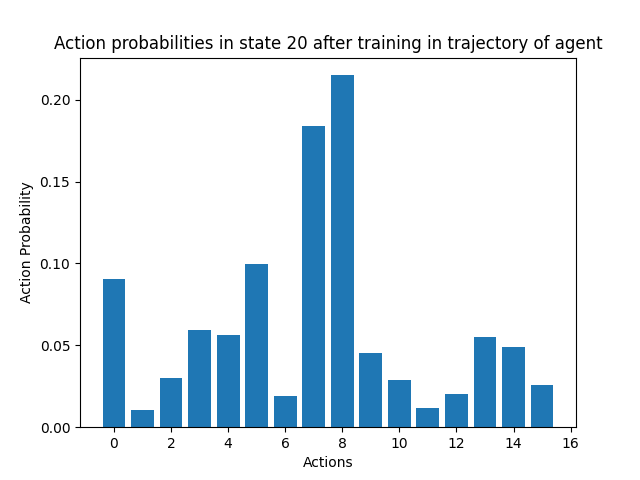 Action probabilities in state 20 after training in trajectory of agent
0.20
0.15
0.10
0.05
0.00
Action Probability
0 2 4 6 8 10 12 14 16
Actions